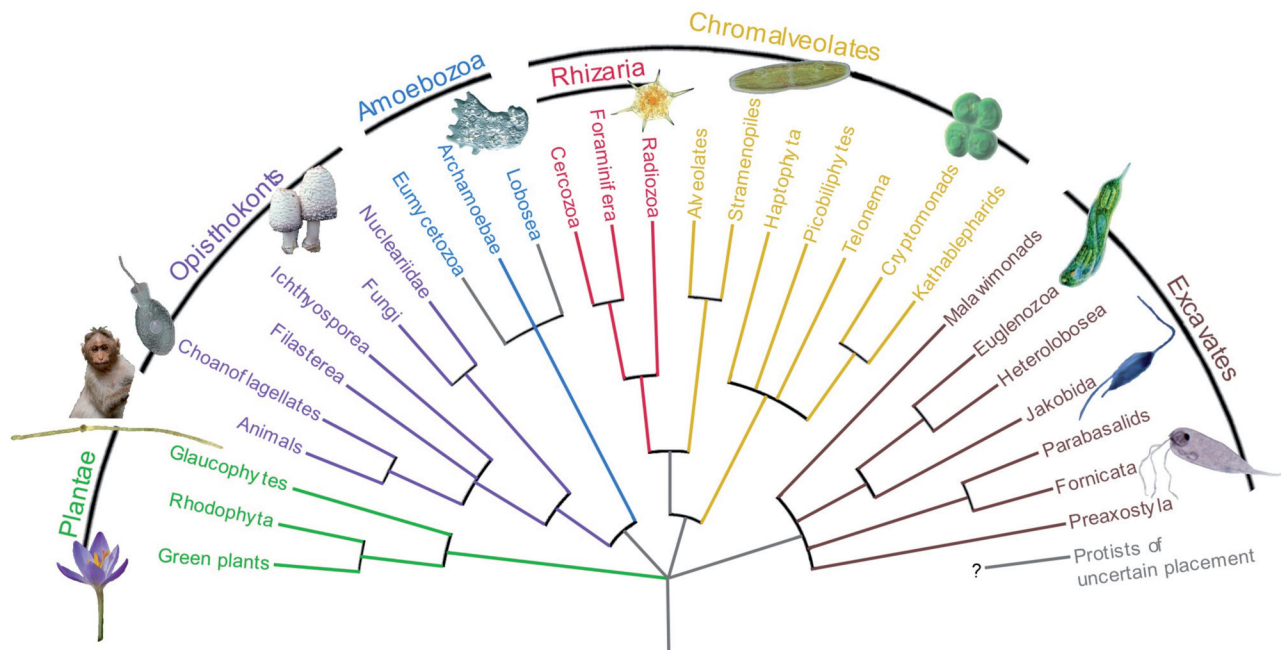 Chromalveolates
Rhizaria
Amoebozoa
Opisthokonts
Plantae
Excavates
Green plants
Rhodophyta
Glaucophytes
Animals
Choanoflagellates
Filasterea
Ichthyosporea
Fungi
Nucleariidae
Eumycetozoa
Archamoebae
Lobosea
Cercozoa
Foraminifera
Radiozoa
Alveolates
Stramenopiles
Haptophyta
Picobiliphytes
Telonema
Cryptomonads
Kathablepharids
Malawimonads
Euglenozoa
Heterolobosea
Jakobida
Parabasalids
Fornicata
Preaxostyla
? Protists of
uncertain placement